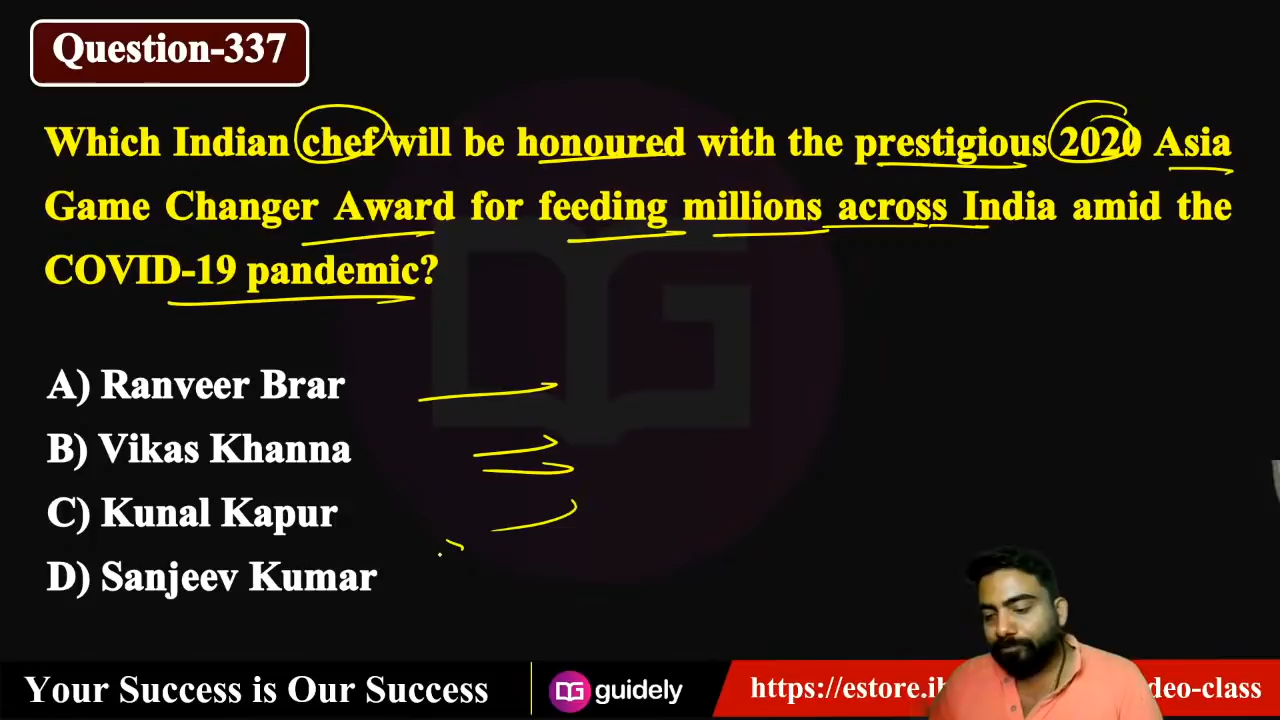 Question-337
Which Indian chef will be honoured with the prestigious 2020 Asia
Game Changer Award for feeding millions across India amid the
COVID-19 pandemic?
A) Ranveer Brar
B) Vikas Khanna
C) Kunal Kapur
D) Sanjeev Kumar
Your Success is Our Success
DG guidely
https://estore.ib deo-class